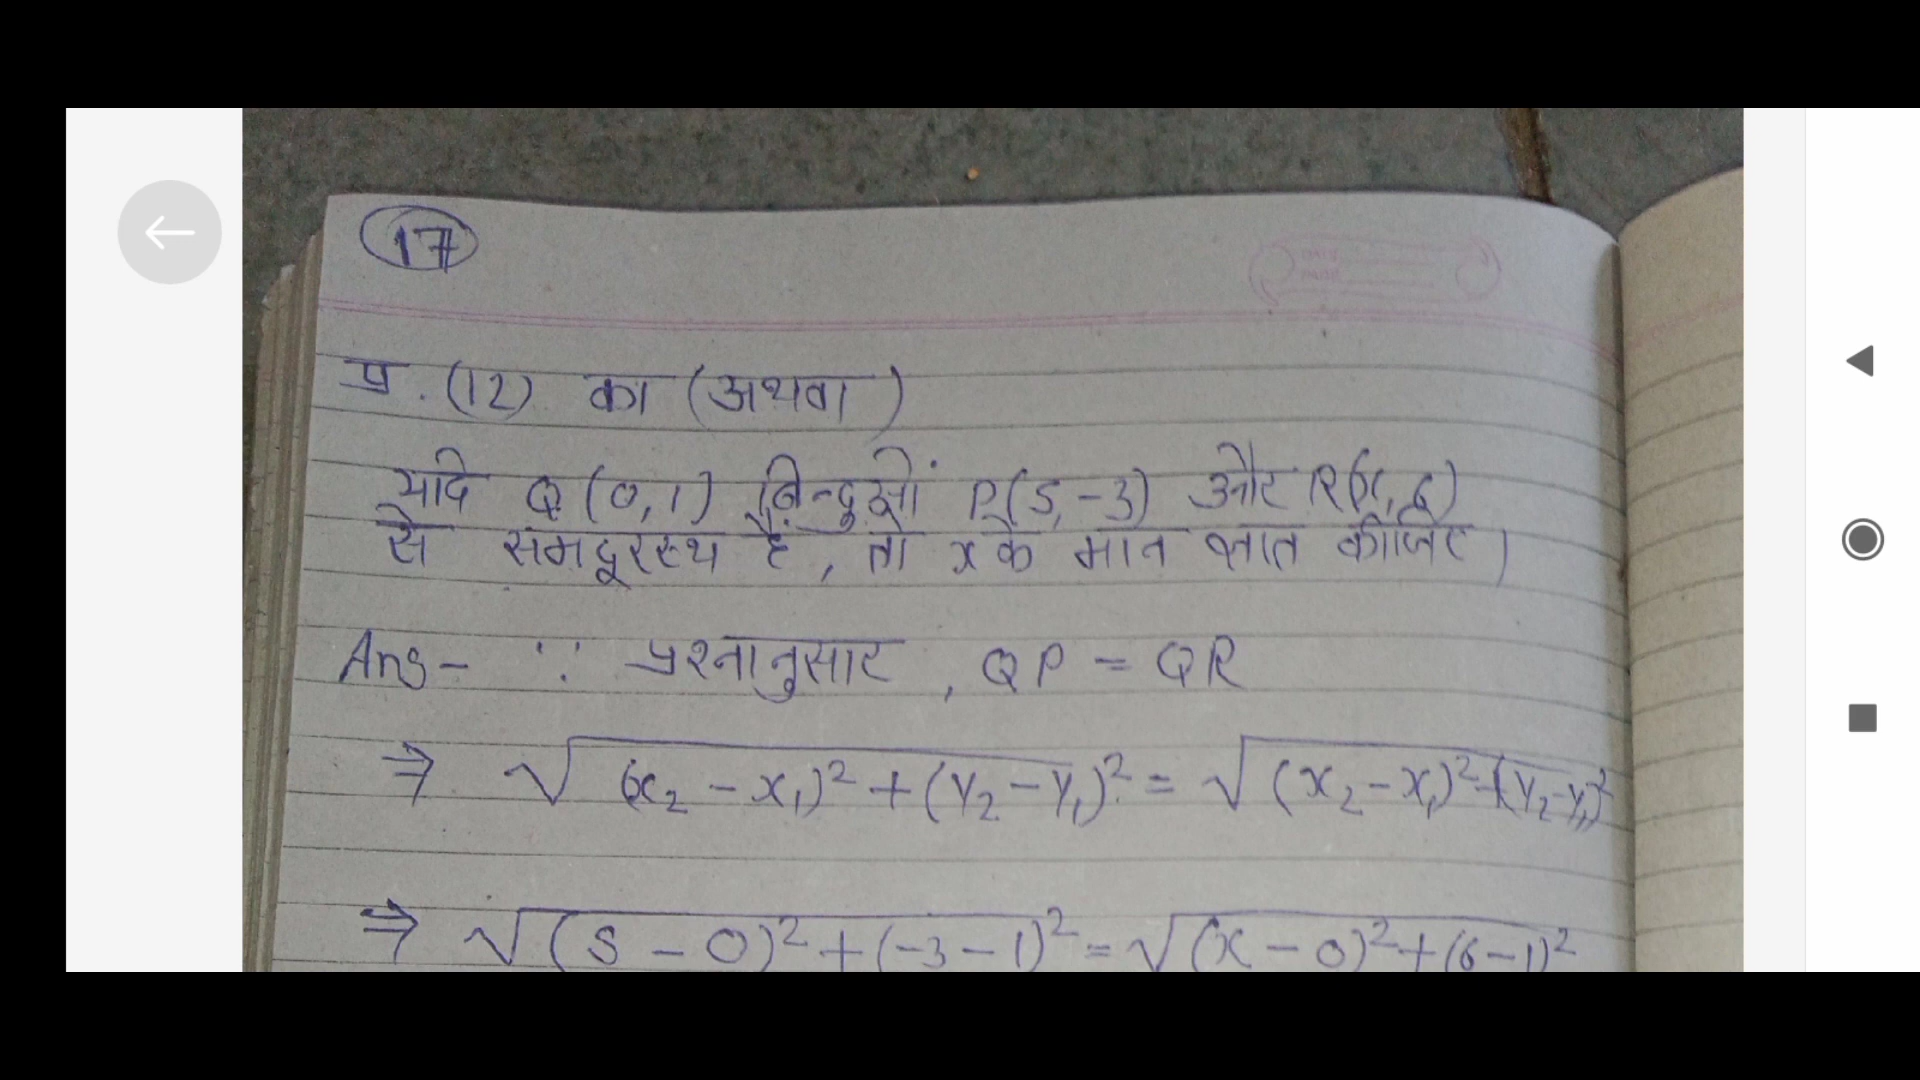 17
प्र. (12) का (अथवा)
यदि Q (0,1) बिन्दुओं P(5,-3) और R(x,6)
से समदूरस्थ है, तो x के मान ज्ञात कीजिए।
Ans- ∵ प्रश्नानुसार, QP = QR
⇒ √(x₂-x₁)²+(y₂-y₁)² = √(x₂-x₁)²+(y₂-y₁)²
⇒ √(5-0)²+(-3-1)² = √(x-0)²+(6-1)²